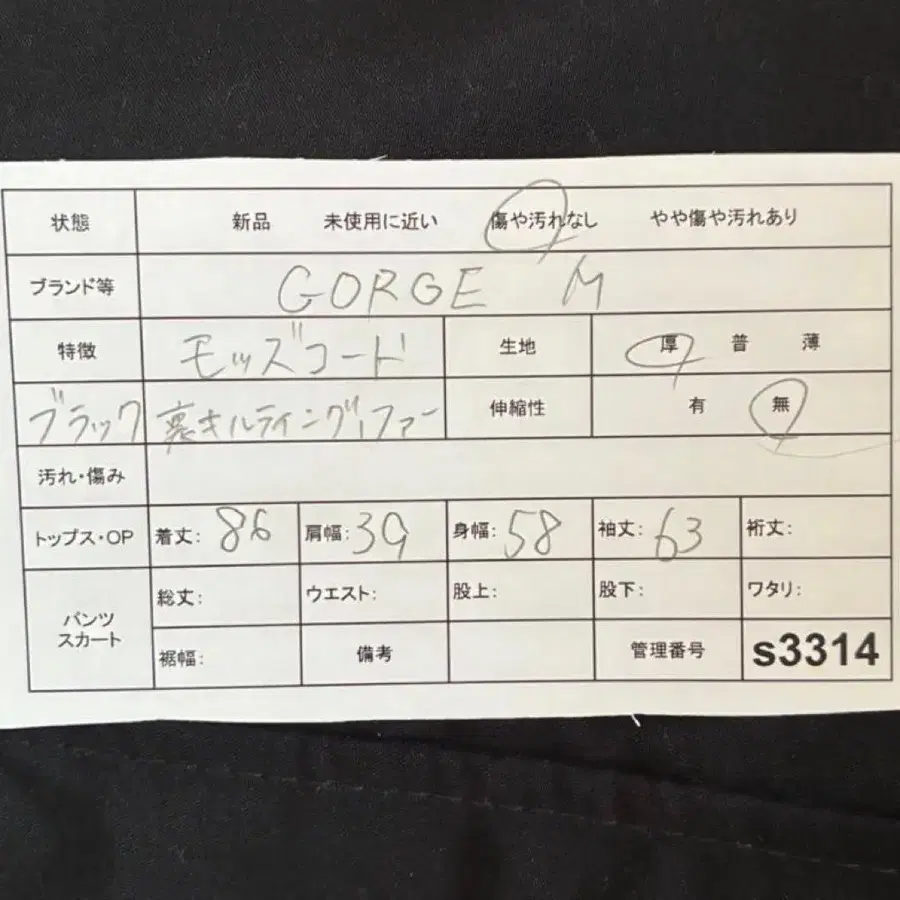 状態 新品 未使用に近い 傷や汚れなし やや傷や汚れあり
ブランド等 GORGE M
特徴 モッズコード 生地 厚 普 薄
ブラック 裏キルティング,ファー 伸縮性 有 無
汚れ・傷み
トップス・OP 着丈: 86 肩幅: 39 身幅: 58 袖丈: 63 裄丈:
パンツ スカート 総丈: ウエスト: 股上: 股下: ワタリ:
裾幅: 備考 管理番号 s3314